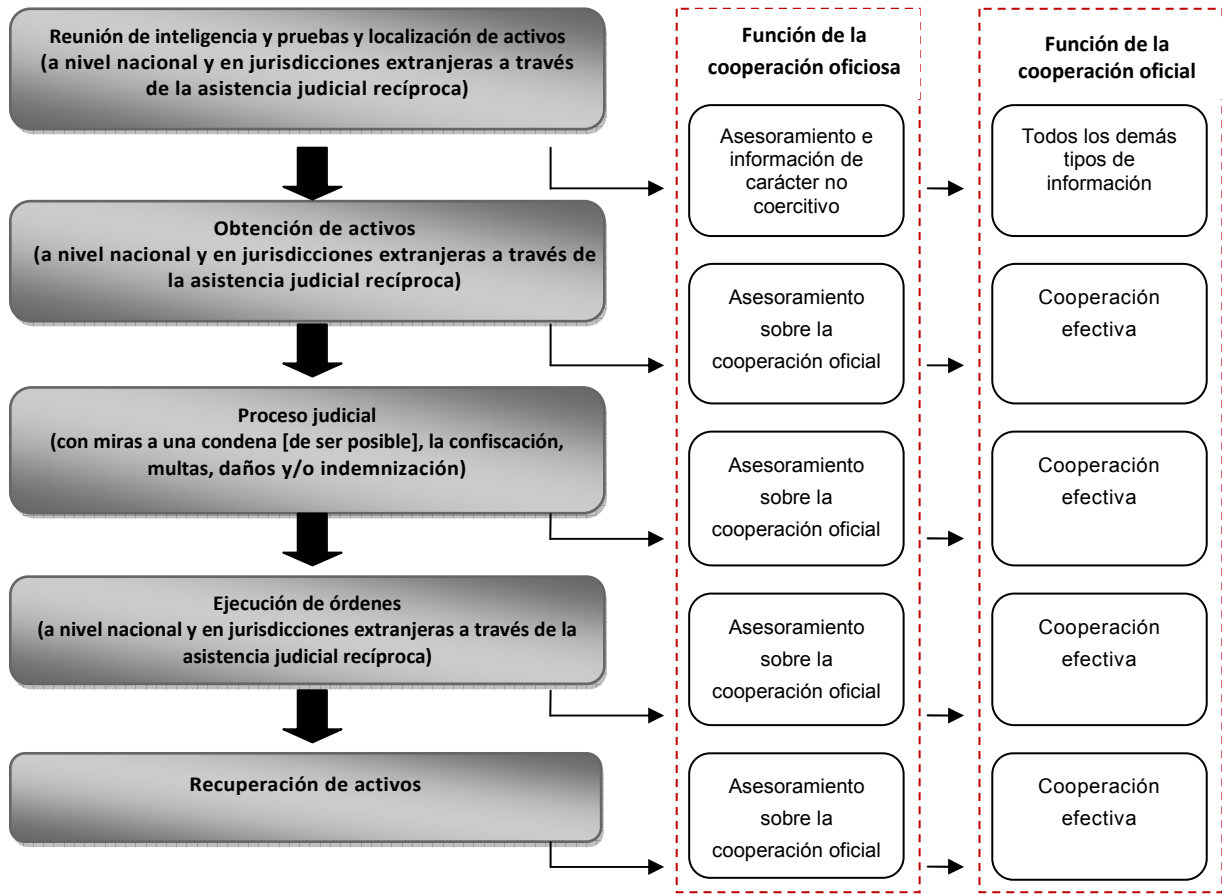 Reunión de inteligencia y pruebas y localización de activos
(a nivel nacional y en jurisdicciones extranjeras a través
de la asistencia judicial recíproca)
Obtención de activos
(a nivel nacional y en jurisdicciones extranjeras a través de
la asistencia judicial recíproca)
Proceso judicial
(con miras a una condena [de ser posible], la confiscación,
multas, daños y/o indemnización)
Ejecución de órdenes
(a nivel nacional y en jurisdicciones extranjeras a través de la
asistencia judicial recíproca)
Recuperación de activos
Función de la
cooperación oficiosa
Asesoramiento e
información de
carácter no
coercitivo
Asesoramiento
sobre la
cooperación oficial
Asesoramiento
sobre la
cooperación oficial
Asesoramiento
sobre la
cooperación oficial
Asesoramiento
sobre la
cooperación oficial
Función de la
cooperación oficial
Todos los demás
tipos de
información
Cooperación
efectiva
Cooperación
efectiva
Cooperación
efectiva
Cooperación
efectiva